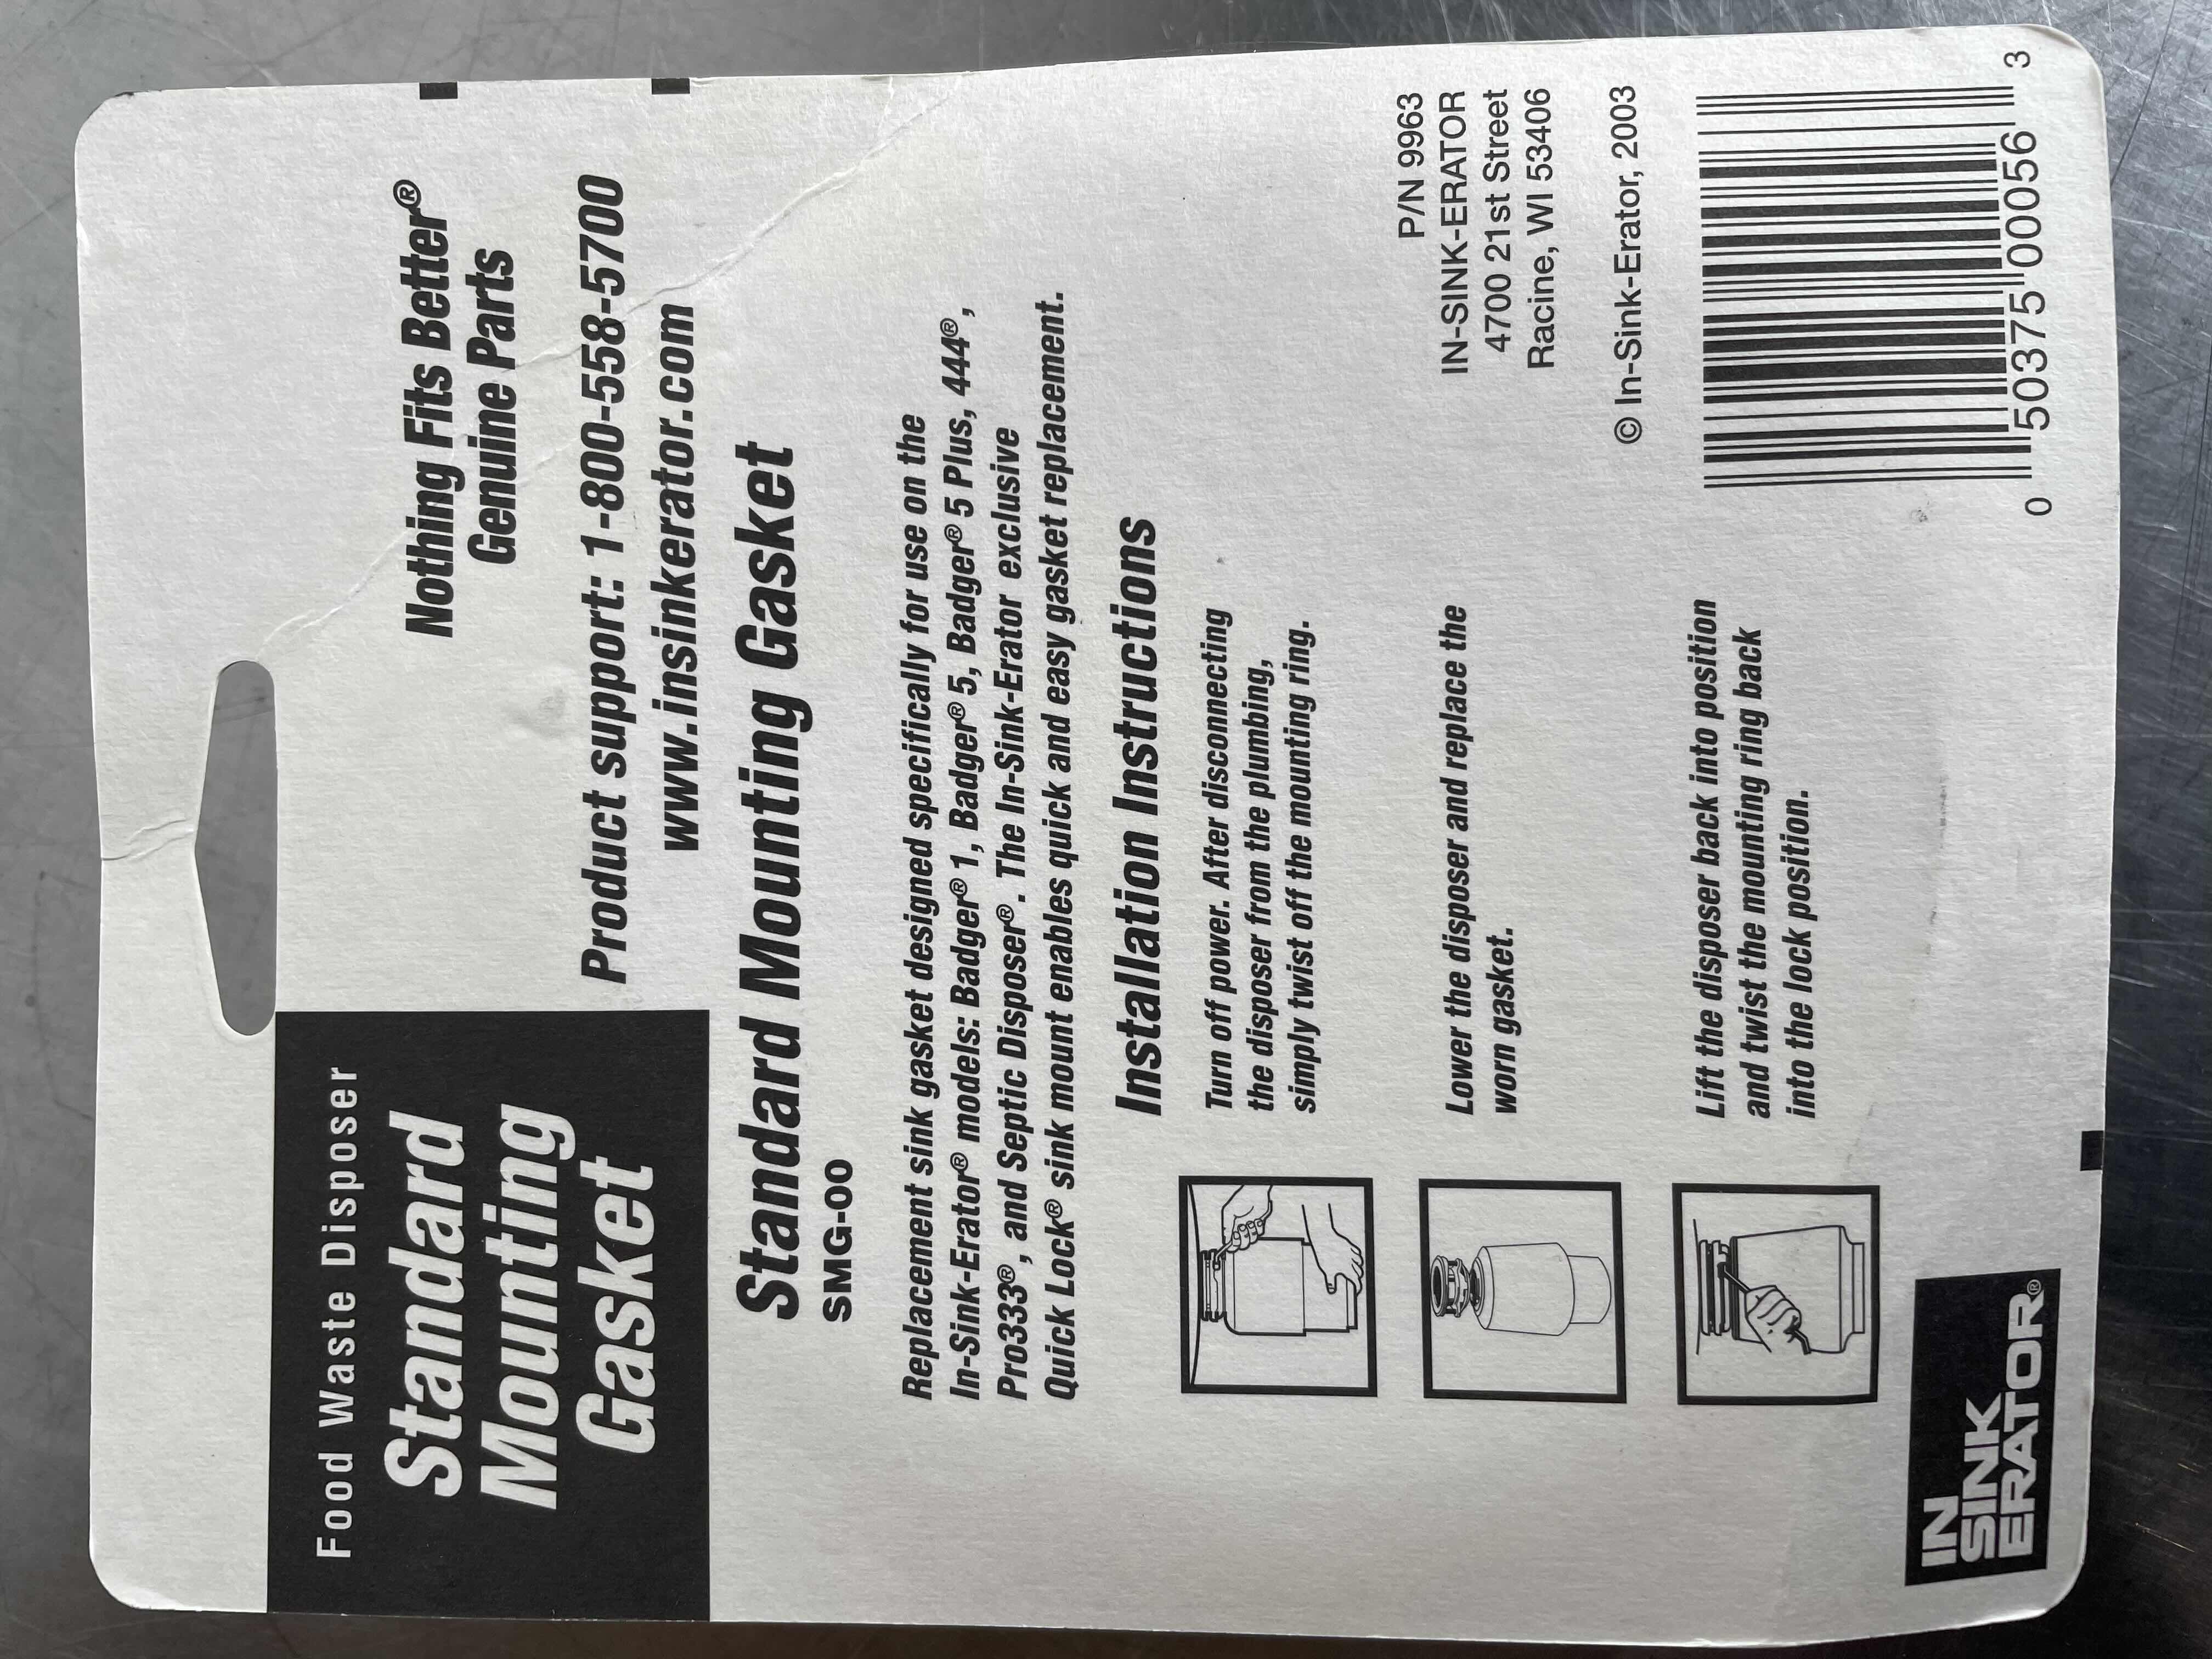 Food Waste Disposer
Standard
Mounting
Gasket
Nothing Fits Better®
Genuine Parts
Product support: 1-800-558-5700
www.insinkerator.com
Standard Mounting Gasket
SMG-00
Replacement sink gasket designed specifically for use on the
In-Sink-Erator® models: Badger® 1, Badger® 5, Badger® 5 Plus, 444®,
Pro333®, and Septic Disposer®. The In-Sink-Erator exclusive
Quick Lock® sink mount enables quick and easy gasket replacement.
Installation Instructions
Turn off power. After disconnecting
the disposer from the plumbing,
simply twist off the mounting ring.
Lower the disposer and replace the
worn gasket.
Lift the disposer back into position
and twist the mounting ring back
into the lock position.
P/N 9963
IN-SINK-ERATOR
4700 21st Street
Racine, WI 53406
© In-Sink-Erator, 2003
0 50375 00056 3
IN
SINK
ERATOR®